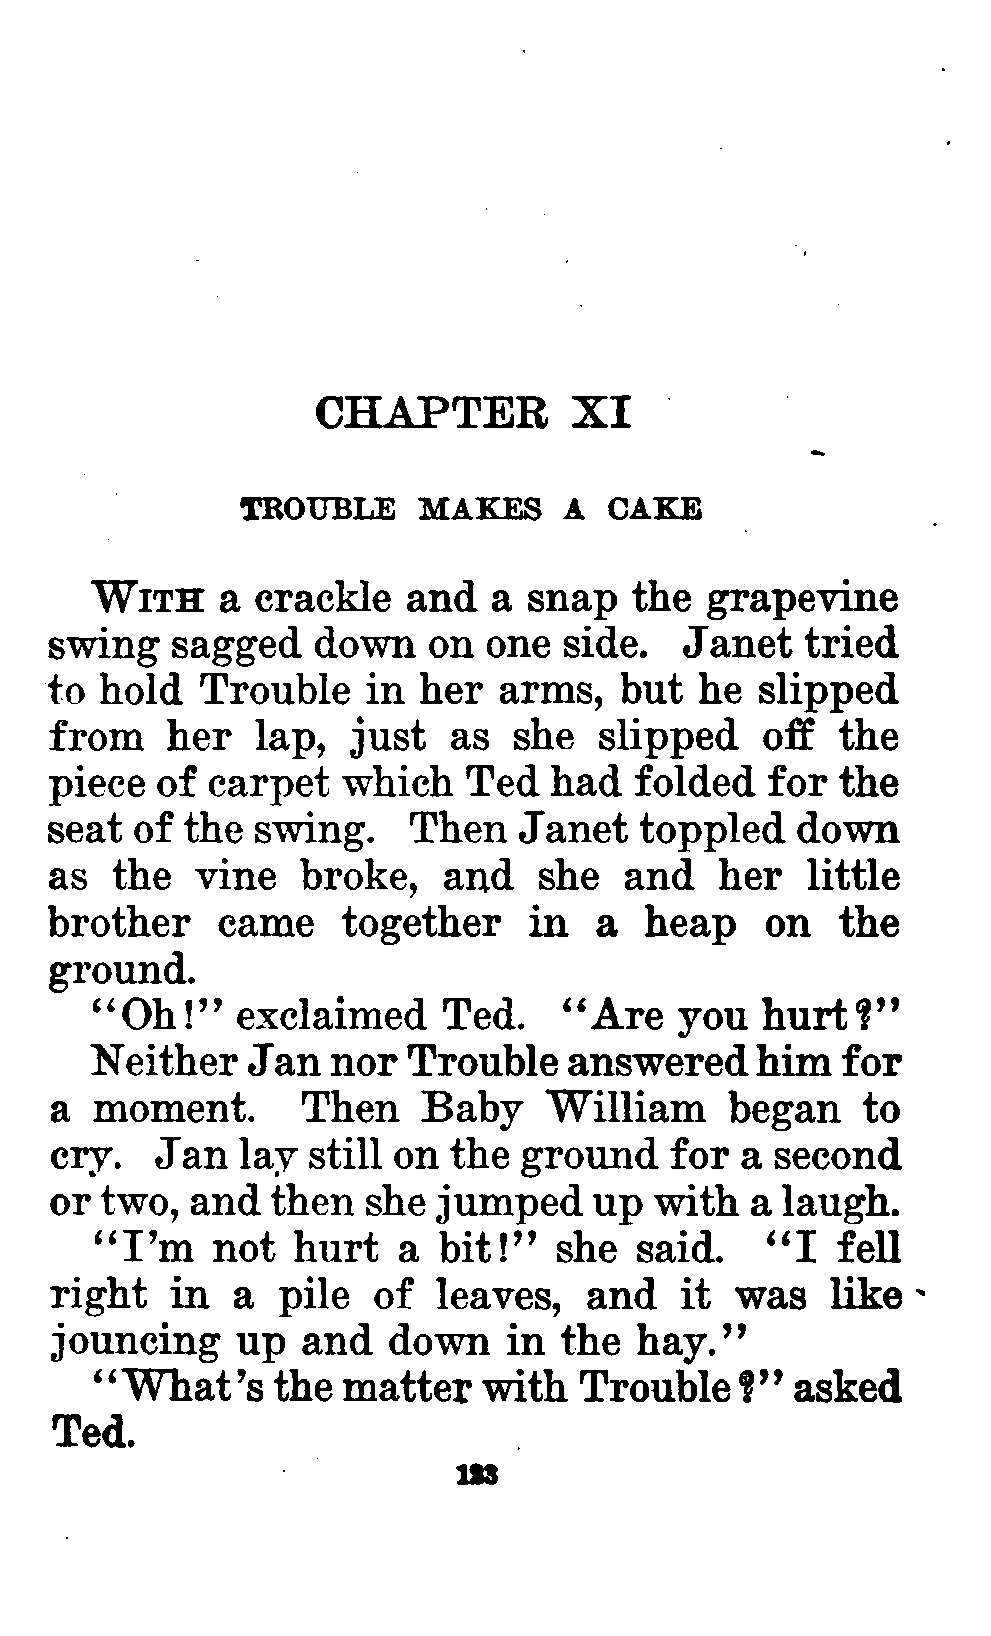 CHAPTER XI
TROUBLE MAKES A CAKE
WITH a crackle and a snap the grapevine
swing sagged down on one side. Janet tried
to hold Trouble in her arms, but he slipped
from her lap, just as she slipped off the
piece of carpet which Ted had folded for the
seat of the swing. Then Janet toppled down
as the vine broke, and she and her little
brother came together in a heap on the
ground.
"Oh!" exclaimed Ted. "Are you hurt?"
Neither Jan nor Trouble answered him for
a moment. Then Baby William began to
cry. Jan lay still on the ground for a second
or two, and then she jumped up with a laugh.
"I'm not hurt a bit!" she said. "I fell
right in a pile of leaves, and it was like
jouncing up and down in the hay."
"What's the matter with Trouble?" asked
Ted.